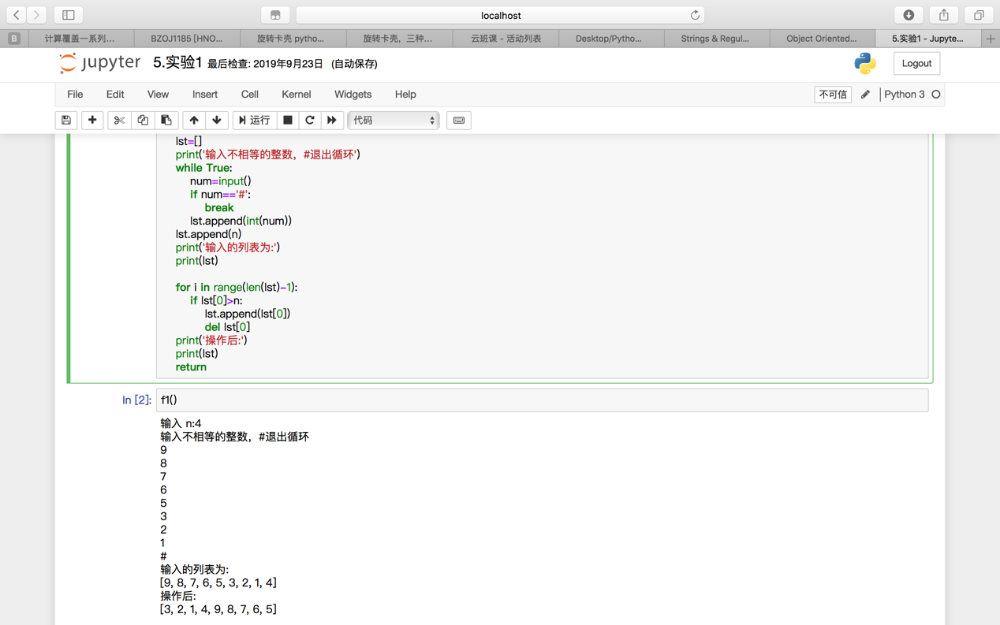 localhost
B
计算覆盖一系列...
BZOJ1185 [HNO...
旋转卡壳 pytho...
旋转卡壳，三种...
云班课 - 活动列表
Desktop/Pytho...
Strings & Regul...
Object Oriented...
5.实验1 - Jupyte...
jupyter 5.实验1 最后检查: 2019年9月23日 (自动保存)
Logout
File Edit View Insert Cell Kernel Widgets Help
不可信
Python 3
运行
代码
lst=[]
print('输入不相等的整数，#退出循环')
while True:
    num=input()
    if num=='#':
        break
    lst.append(int(num))
lst.append(n)
print('输入的列表为:')
print(lst)
for i in range(len(lst)-1):
    if lst[0]>n:
        lst.append(lst[0])
        del lst[0]
print('操作后:')
print(lst)
return
In [2]: f1()
输入 n:4
输入不相等的整数，#退出循环
9
8
7
6
5
3
2
1
#
输入的列表为:
[9, 8, 7, 6, 5, 3, 2, 1, 4]
操作后:
[3, 2, 1, 4, 9, 8, 7, 6, 5]